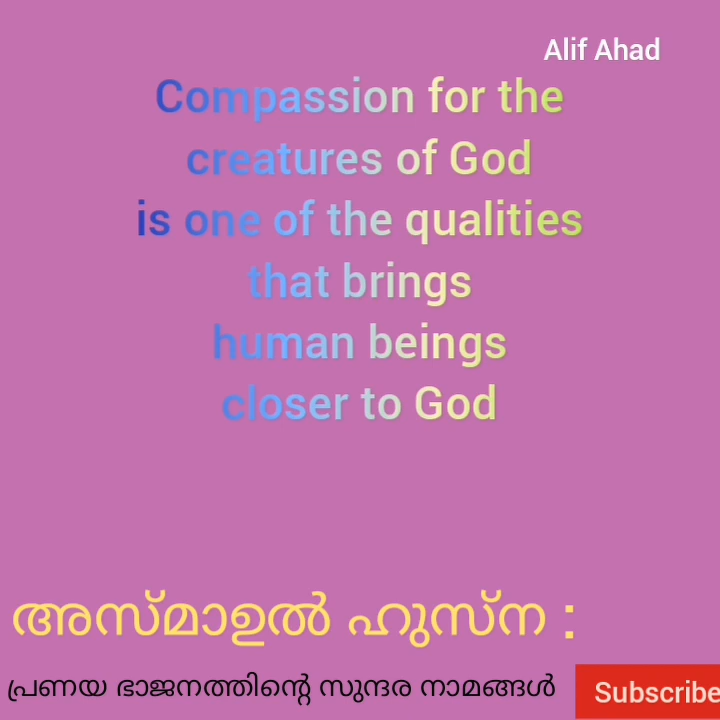 Alif Ahad
Compassion for the
creatures of God
is one of the qualities
that brings
human beings
closer to God
അസ്മാഉൽ ഹുസ്ന :
പ്രണയ ഭാജനത്തിന്റെ സുന്ദര നാമങ്ങൾ
Subscribe